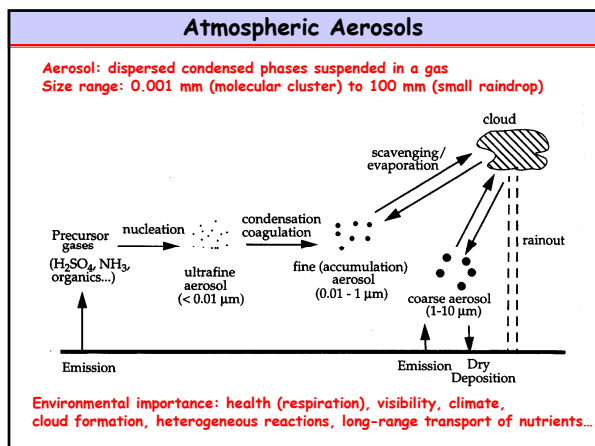 Atmospheric Aerosols
Aerosol: dispersed condensed phases suspended in a gas
Size range: 0.001 mm (molecular cluster) to 100 mm (small raindrop)
cloud
scavenging/
evaporation
rainout
Precursor
gases
(H₂SO₄, NH₃,
organics...)
nucleation
ultrafine
aerosol
(< 0.01 µm)
condensation
coagulation
fine (accumulation)
aerosol
(0.01 - 1 µm)
coarse aerosol
(1-10 µm)
Emission
Emission
Dry
Deposition
Environmental importance: health (respiration), visibility, climate,
cloud formation, heterogeneous reactions, long-range transport of nutrients…